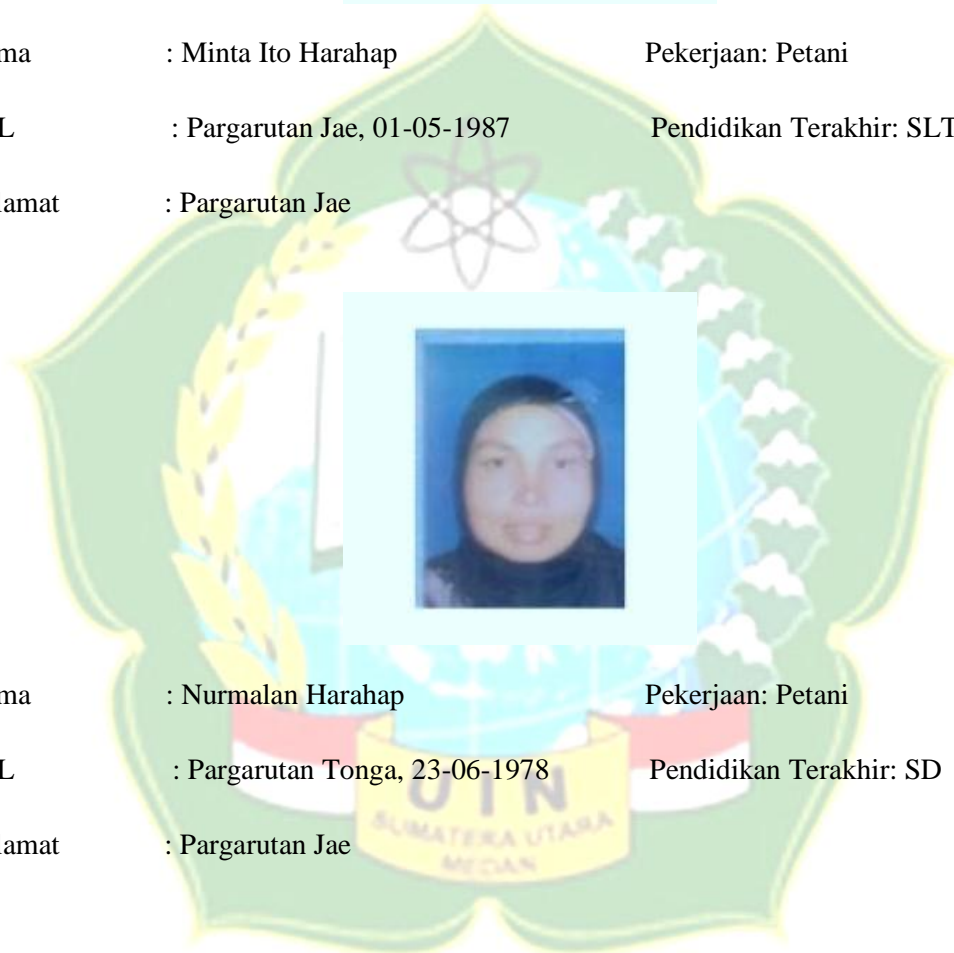 ma : Minta Ito Harahap Pekerjaan: Petani
L : Pargarutan Jae, 01-05-1987 Pendidikan Terakhir: SLT
amat : Pargarutan Jae
ma : Nurmalan Harahap Pekerjaan: Petani
L : Pargarutan Tonga, 23-06-1978 Pendidikan Terakhir: SD
UIN
amat : Pargarutan Jae
SUMATERA UTARA
MEDAN